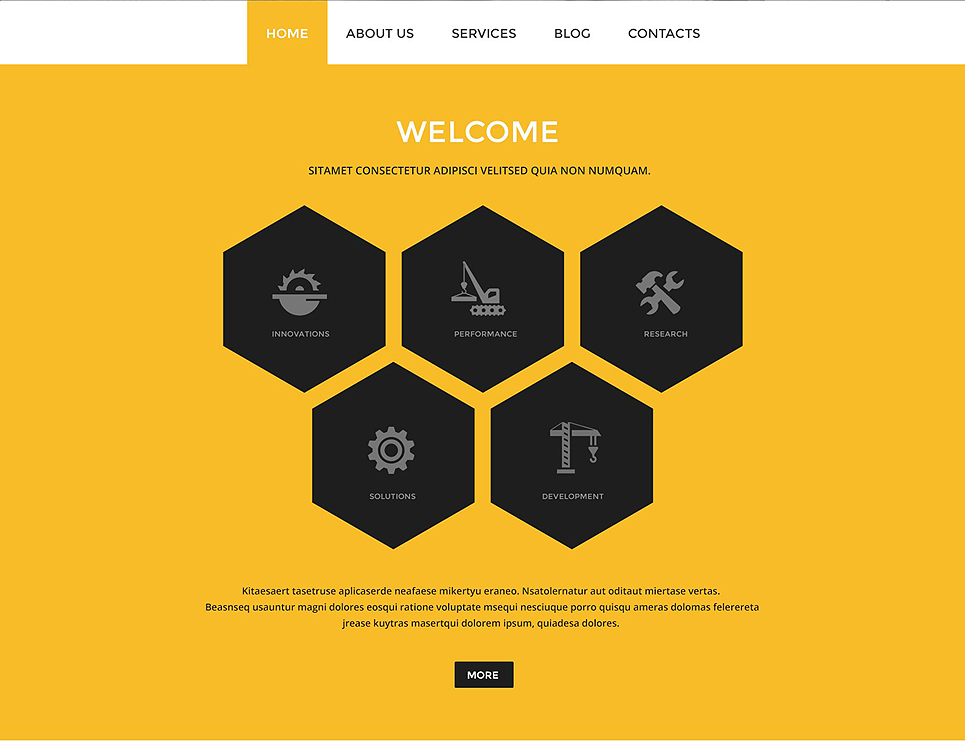 HOME ABOUT US SERVICES BLOG CONTACTS
WELCOME
SITAMET CONSECTETUR ADIPISCI VELITSED QUIA NON NUMQUAM.
INNOVATIONS PERFORMANCE RESEARCH
SOLUTIONS DEVELOPMENT
Kitaesaert tasetruse aplicaserde neafaese mikertyu eraneo. Nsatolernatur aut oditaut miertase vertas.
Beasnseq usauntur magni dolores eosqui ratione voluptate msequi nesciuque porro quisqu ameras dolomas felerereta
jrease kuytras masertqui dolorem ipsum, quiadesa dolores.
MORE